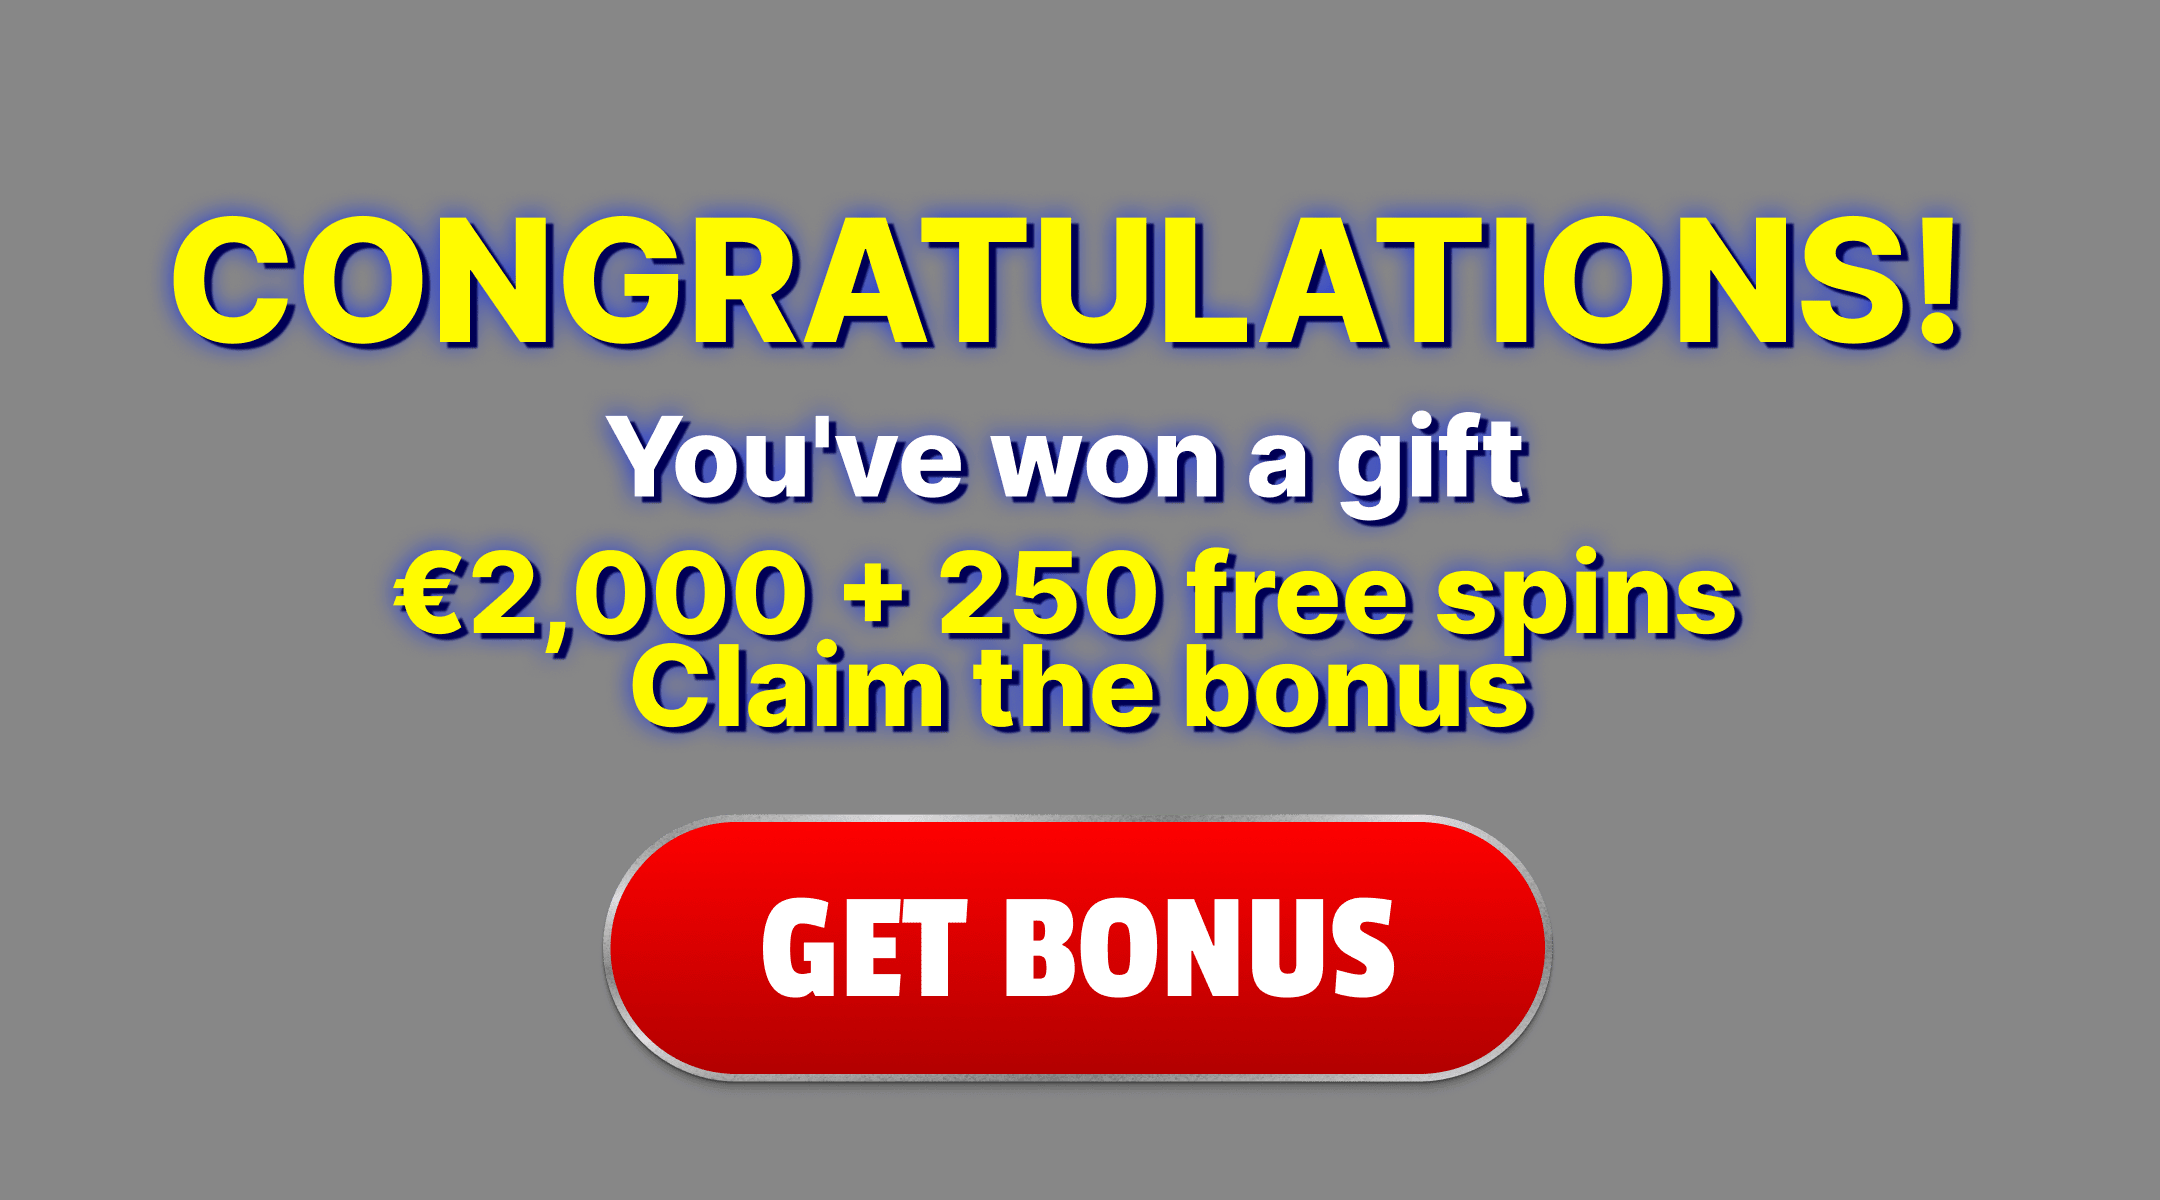 CONGRATULATIONS!
You've won a gift
€2,000 + 250 free spins
Claim the bonus
GET BONUS